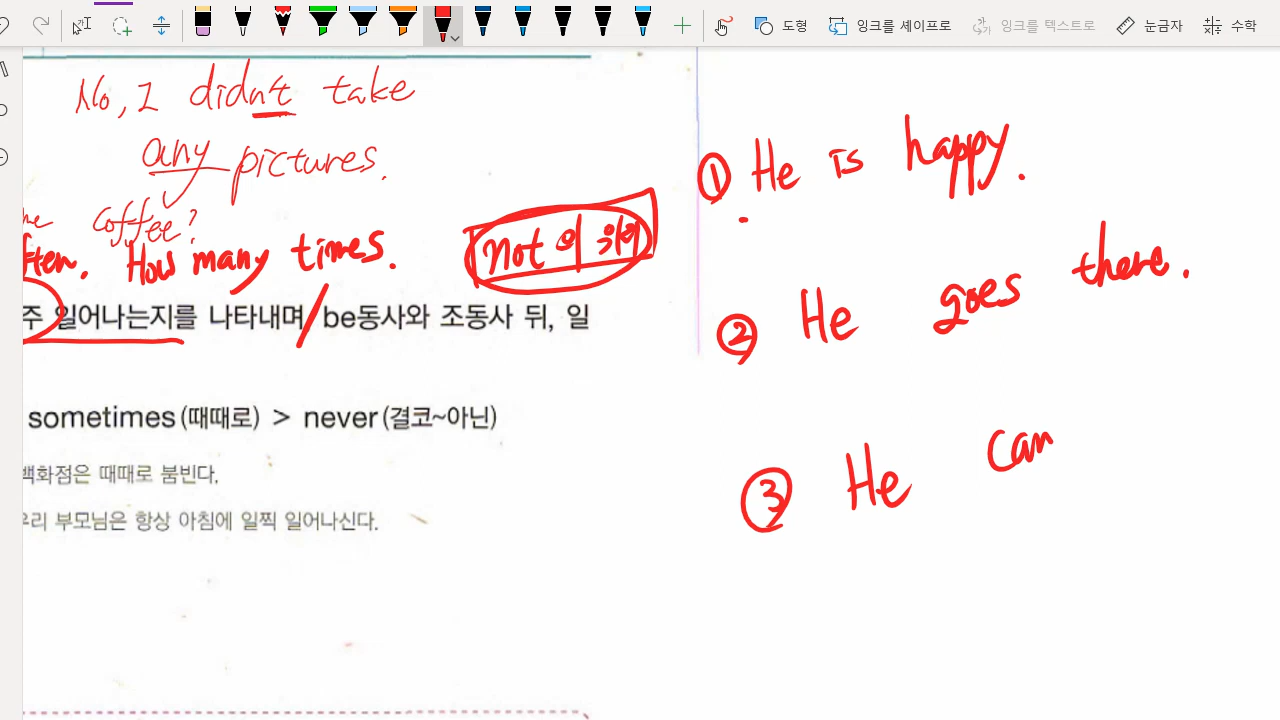 도형 잉크를 셰이프로 잉크를 텍스트로 눈금자 수학
No, I didn't take
any pictures.
coffee?
How many times.
not의 위치
주 일어나는지를 나타내며/be동사와 조동사 뒤, 일
sometimes(때때로) > never(결코~아닌)
백화점은 때때로 붐빈다.
우리 부모님은 항상 아침에 일찍 일어나신다.
① He is happy.
② He goes there.
③ He can